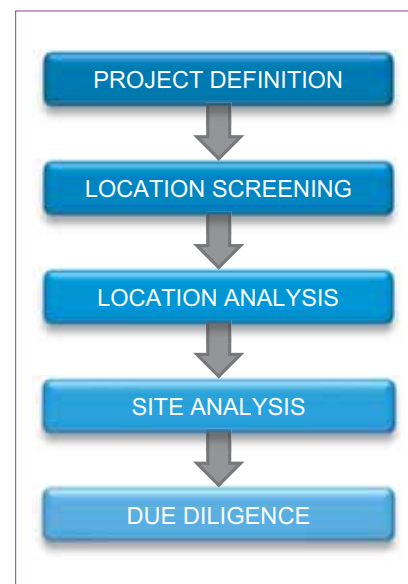 PROJECT DEFINITION
LOCATION SCREENING
LOCATION ANALYSIS
SITE ANALYSIS
DUE DILIGENCE